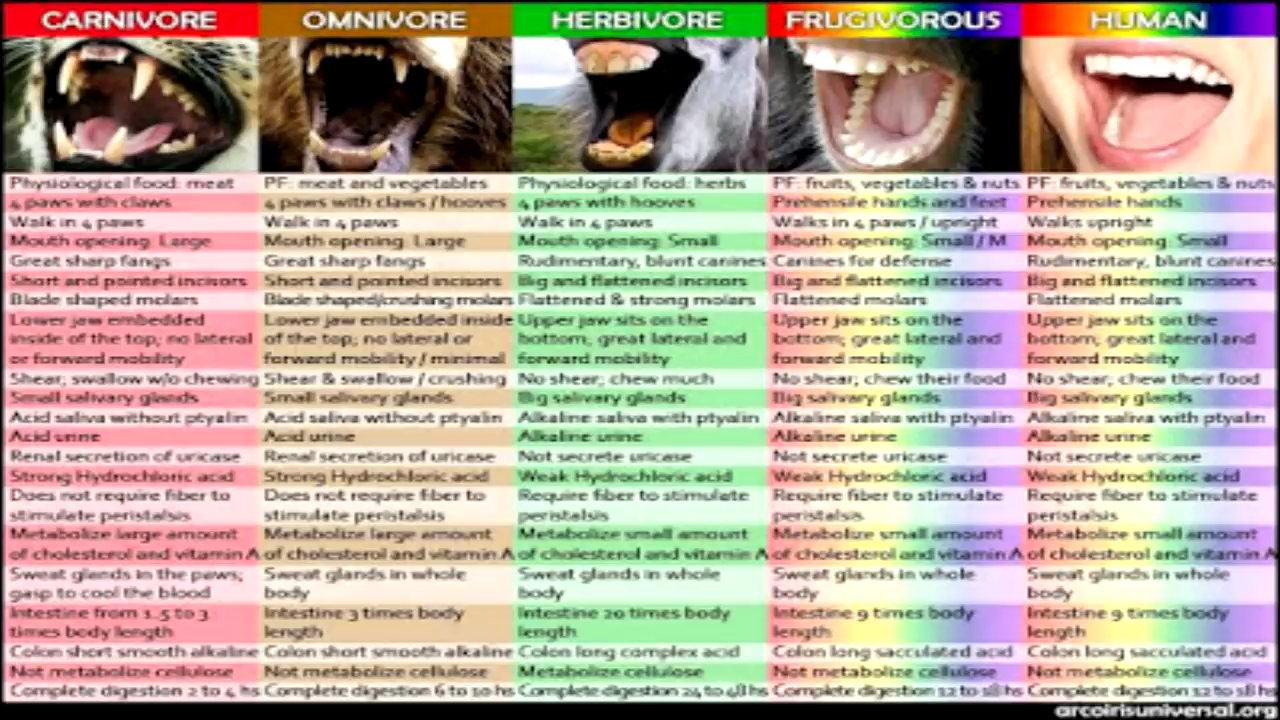 CARNIVORE OMNIVORE HERBIVORE FRUGIVOROUS HUMAN
Physiological food: meat PF: meat and vegetables Physiological food: herbs PF: fruits, vegetables & nuts PF: fruits, vegetables & nuts
4 paws with claws 4 paws with claws / hooves 4 paws with hooves Prehensile hands and feet Prehensile hands
Walk in 4 paws Walk in 4 paws Walk in 4 paws Walks in 4 paws / upright Walks upright
Mouth opening: Large Mouth opening: Large Mouth opening: Small Mouth opening: Small / M Mouth opening: Small
Great sharp fangs Great sharp fangs Rudimentary, blunt canines Canines for defense Rudimentary, blunt canines
Short and pointed incisors Short and pointed incisors Big and flattened incisors Big and flattened incisors Big and flattened incisors
Blade shaped molars Blade shaped/crushing molars Flattened & strong molars Flattened molars Flattened molars
Lower jaw embedded Lower jaw embedded inside Upper jaw sits on the Upper jaw sits on the Upper jaw sits on the
inside of the top; no lateral of the top; no lateral or bottom; great lateral and bottom; great lateral and bottom; great lateral and
or forward mobility forward mobility / minimal forward mobility forward mobility forward mobility
Shear; swallow w/o chewing Shear & swallow / crushing No shear; chew much No shear; chew their food No shear; chew their food
Small salivary glands Small salivary glands Big salivary glands Big salivary glands Big salivary glands
Acid saliva without ptyalin Acid saliva without ptyalin Alkaline saliva with ptyalin Alkaline saliva with ptyalin Alkaline saliva with ptyalin
Acid urine Acid urine Alkaline urine Alkaline urine Alkaline urine
Renal secretion of uricase Renal secretion of uricase Not secrete uricase Not secrete uricase Not secrete uricase
Strong Hydrochloric acid Strong Hydrochloric acid Weak Hydrochloric acid Weak Hydrochloric acid Weak Hydrochloric acid
Does not require fiber to Does not require fiber to Require fiber to stimulate Require fiber to stimulate Require fiber to stimulate
stimulate peristalsis stimulate peristalsis peristalsis peristalsis peristalsis
Metabolize large amount Metabolize large amount Metabolize small amount Metabolize small amount Metabolize small amount
of cholesterol and vitamin A of cholesterol and vitamin A of cholesterol and vitamin A of cholesterol and vitamin A of cholesterol and vitamin A
Sweat glands in the paws; Sweat glands in whole Sweat glands in whole Sweat glands in whole Sweat glands in whole
gasp to cool the blood body body body body
Intestine from 1.5 to 3 Intestine 3 times body Intestine 20 times body Intestine 9 times body Intestine 9 times body
times body length length length length length
Colon short smooth alkaline Colon short smooth alkaline Colon long complex acid Colon long sacculated acid Colon long sacculated acid
Not metabolize cellulose Not metabolize cellulose Metabolize cellulose Not metabolize cellulose Not metabolize cellulose
Complete digestion 2 to 4 hs Complete digestion 6 to 10 hs Complete digestion 24 to 48 hs Complete digestion 12 to 18 hs Complete digestion 12 to 18 hs
arcoirisuniversal.org